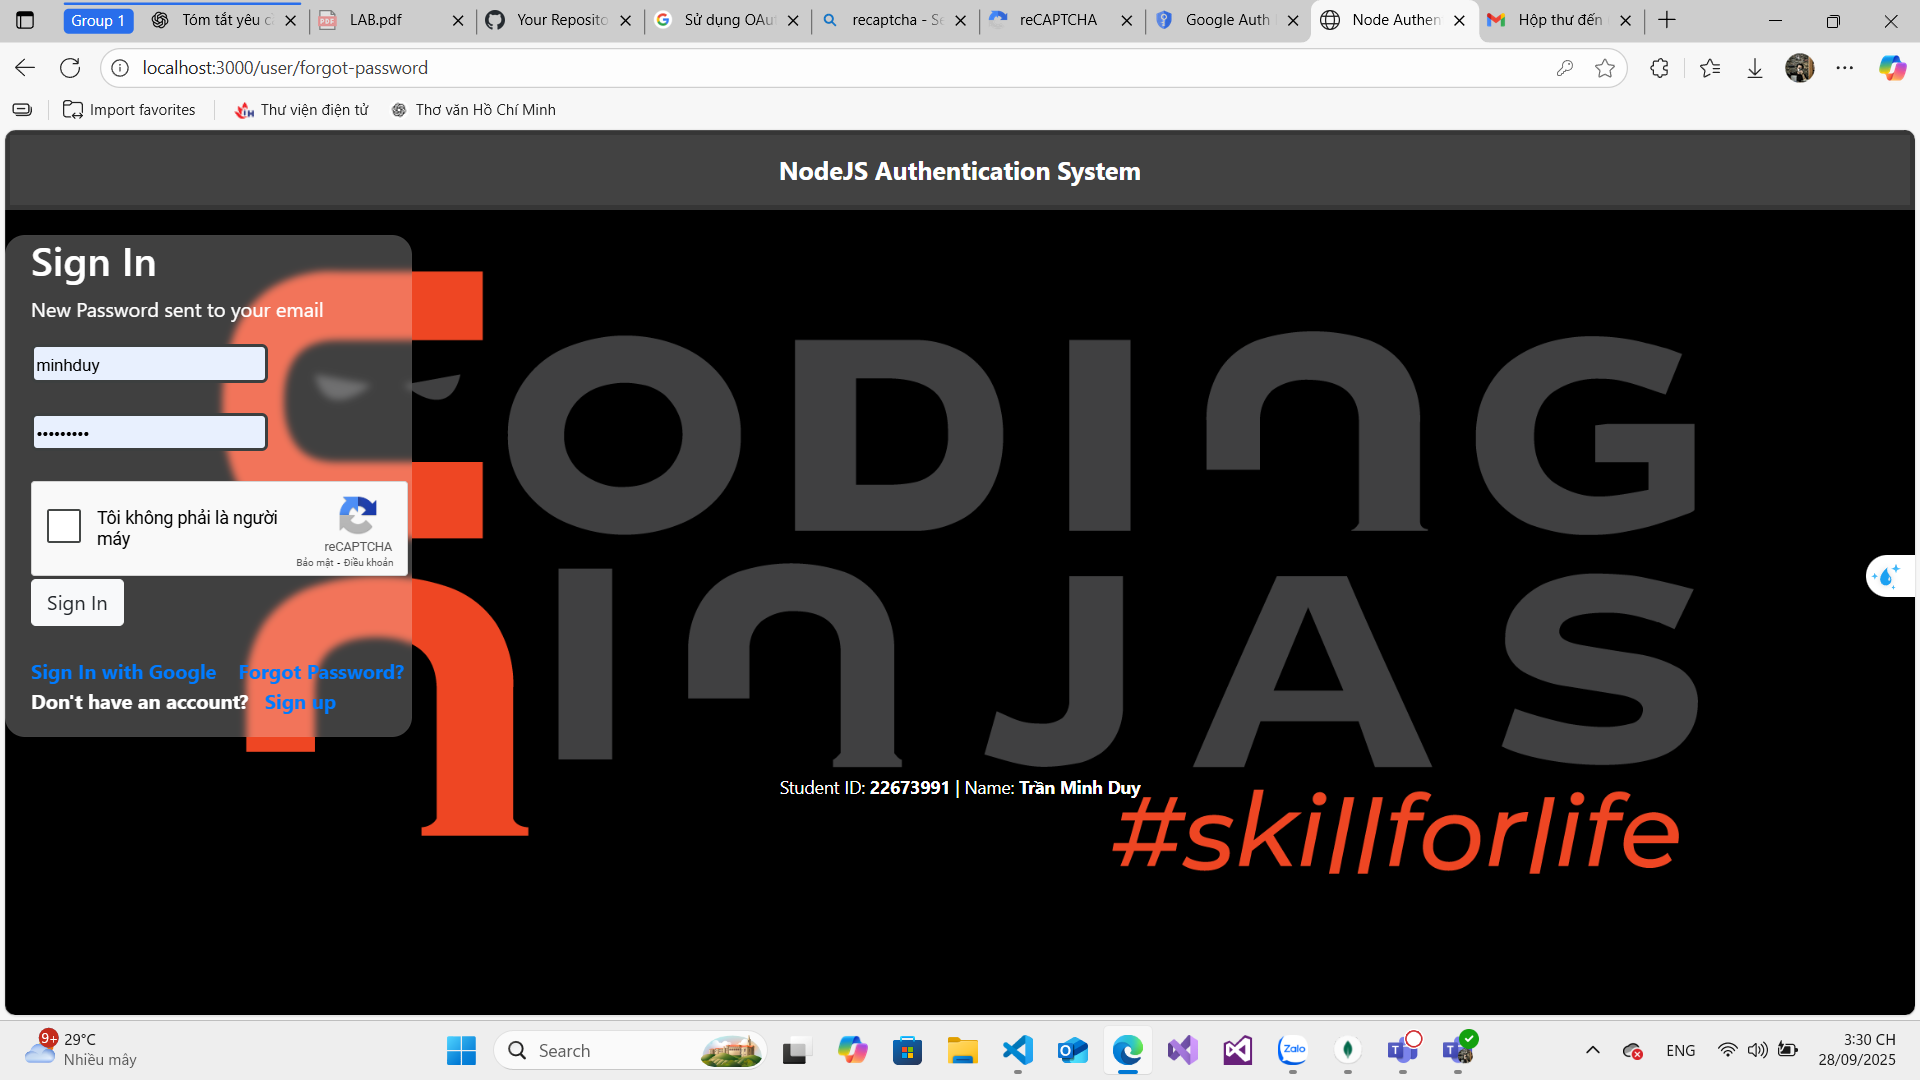 Group 1
Tóm tắt yêu c
LAB.pdf
Your Reposito
Sử dụng OAu
recaptcha - Se
reCAPTCHA
Google Auth
Node Authen
Hộp thư đến
localhost:3000/user/forgot-password
Import favorites
Thư viện điện tử
Thơ văn Hồ Chí Minh
NodeJS Authentication System
Sign In
New Password sent to your email
minhduy
•••••••••
Tôi không phải là người
máy
reCAPTCHA
Bảo mật - Điều khoản
Sign In
Sign In with Google Forgot Password?
Don't have an account? Sign up
CODING
NINJAS
#skillforlife
Student ID: 22673991 | Name: Trần Minh Duy
9+
29°C
Nhiều mây
Search
Zalo
ENG
3:30 CH
28/09/2025